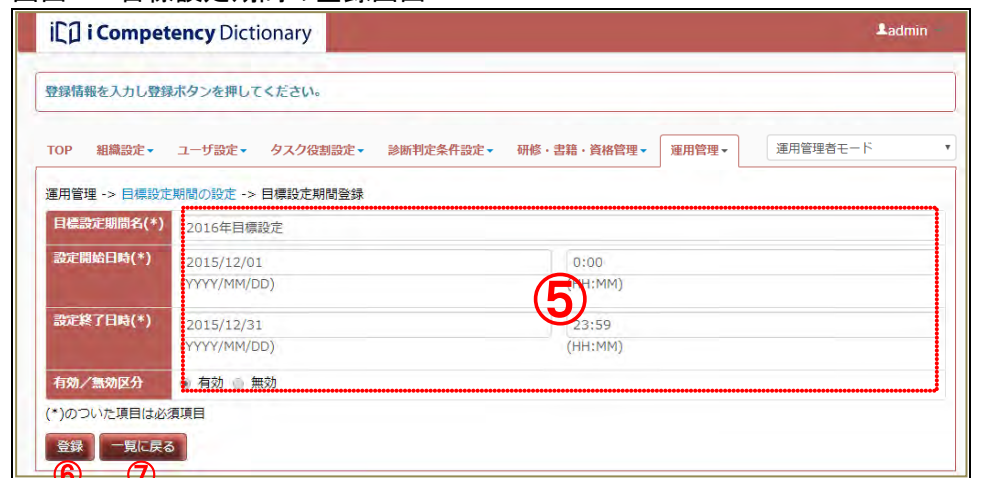 i Competency Dictionary
admin
登録情報を入力し登録ボタンを押してください。
TOP 組織設定 ユーザ設定 タスク役割設定 診断判定条件設定 研修・書籍・資格管理 運用管理 運用管理者モード
運用管理 -> 目標設定期間の設定 -> 目標設定期間登録
目標設定期間名(*) 2016年目標設定
設定開始日時(*) 2015/12/01 0:00
(YYYY/MM/DD) (HH:MM)
⑤
設定終了日時(*) 2015/12/31 23:59
(YYYY/MM/DD) (HH:MM)
有効／無効区分 有効 無効
(*)のついた項目は必須項目
登録 一覧に戻る
⑥ ⑦